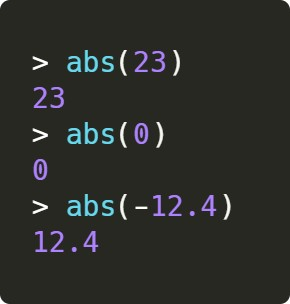 > abs(23)
23
> abs(0)
0
> abs(-12.4)
12.4